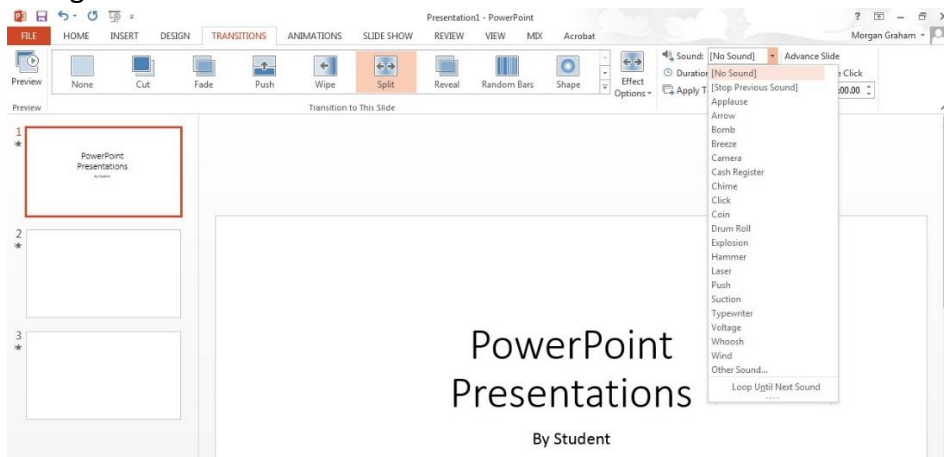 Presentation1 - PowerPoint
FILE HOME INSERT DESIGN TRANSITIONS ANIMATIONS SLIDE SHOW REVIEW VIEW MIX Acrobat Morgan Graham
Preview None Cut Fade Push Wipe Split Reveal Random Bars Shape Effect Options
Sound: [No Sound] Advance Slide
Duration
Apply T
Click
:00.00
Preview Transition to This Slide
[No Sound]
[Stop Previous Sound]
Applause
Arrow
Bomb
Breeze
Camera
Cash Register
Chime
Click
Coin
Drum Roll
Explosion
Hammer
Laser
Push
Suction
Typewriter
Voltage
Whoosh
Wind
Other Sound...
Loop Until Next Sound
1
PowerPoint
Presentations
By Student
2
3
PowerPoint
Presentations
By Student